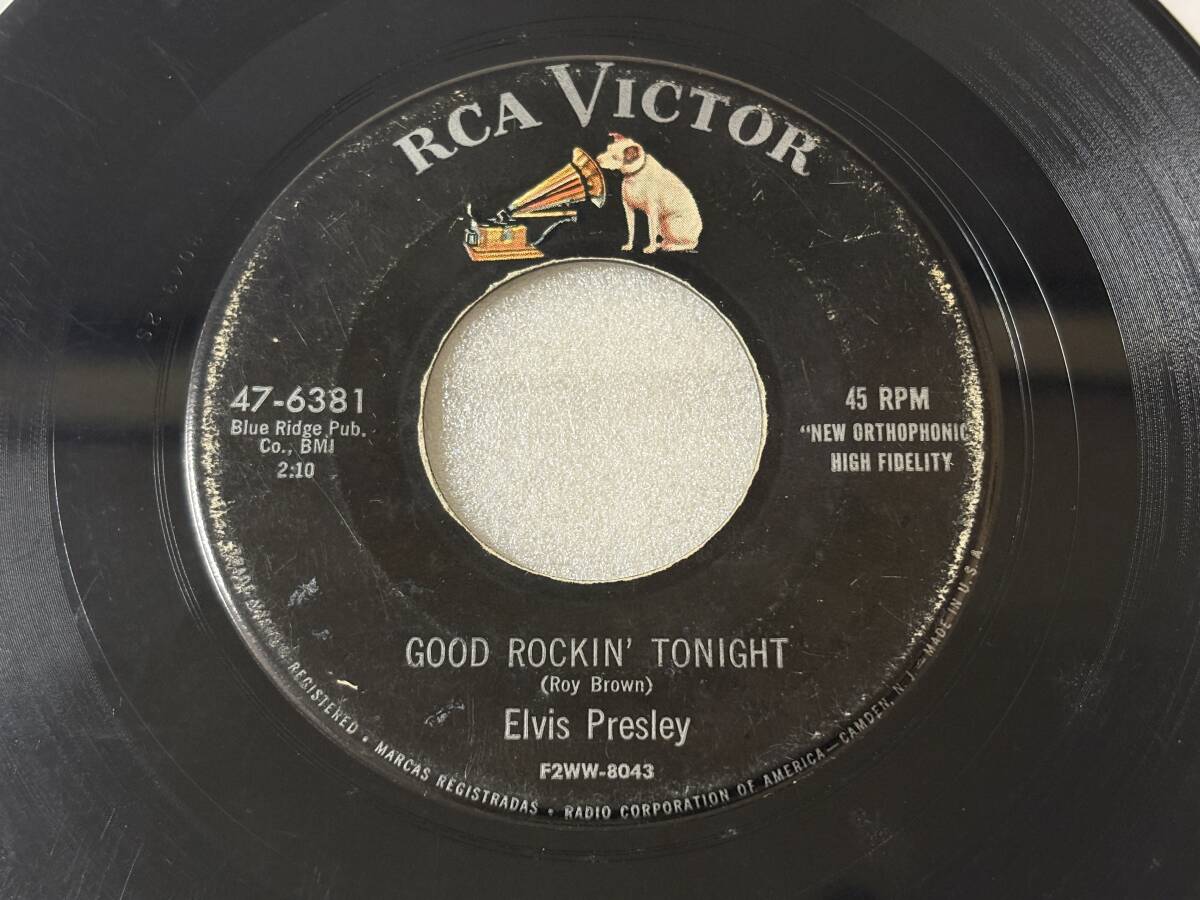 RCA VICTOR
47-6381
Blue Ridge Pub.
Co., BMI
2:10
45 RPM
"NEW ORTHOPHONIC
HIGH FIDELITY
GOOD ROCKIN' TONIGHT
(Roy Brown)
Elvis Presley
F2WW-8043
REGISTERED • MARCAS REGISTRADAS • RADIO CORPORATION OF AMERICA—CAMDEN, N.J.—MADE IN U.S.A.